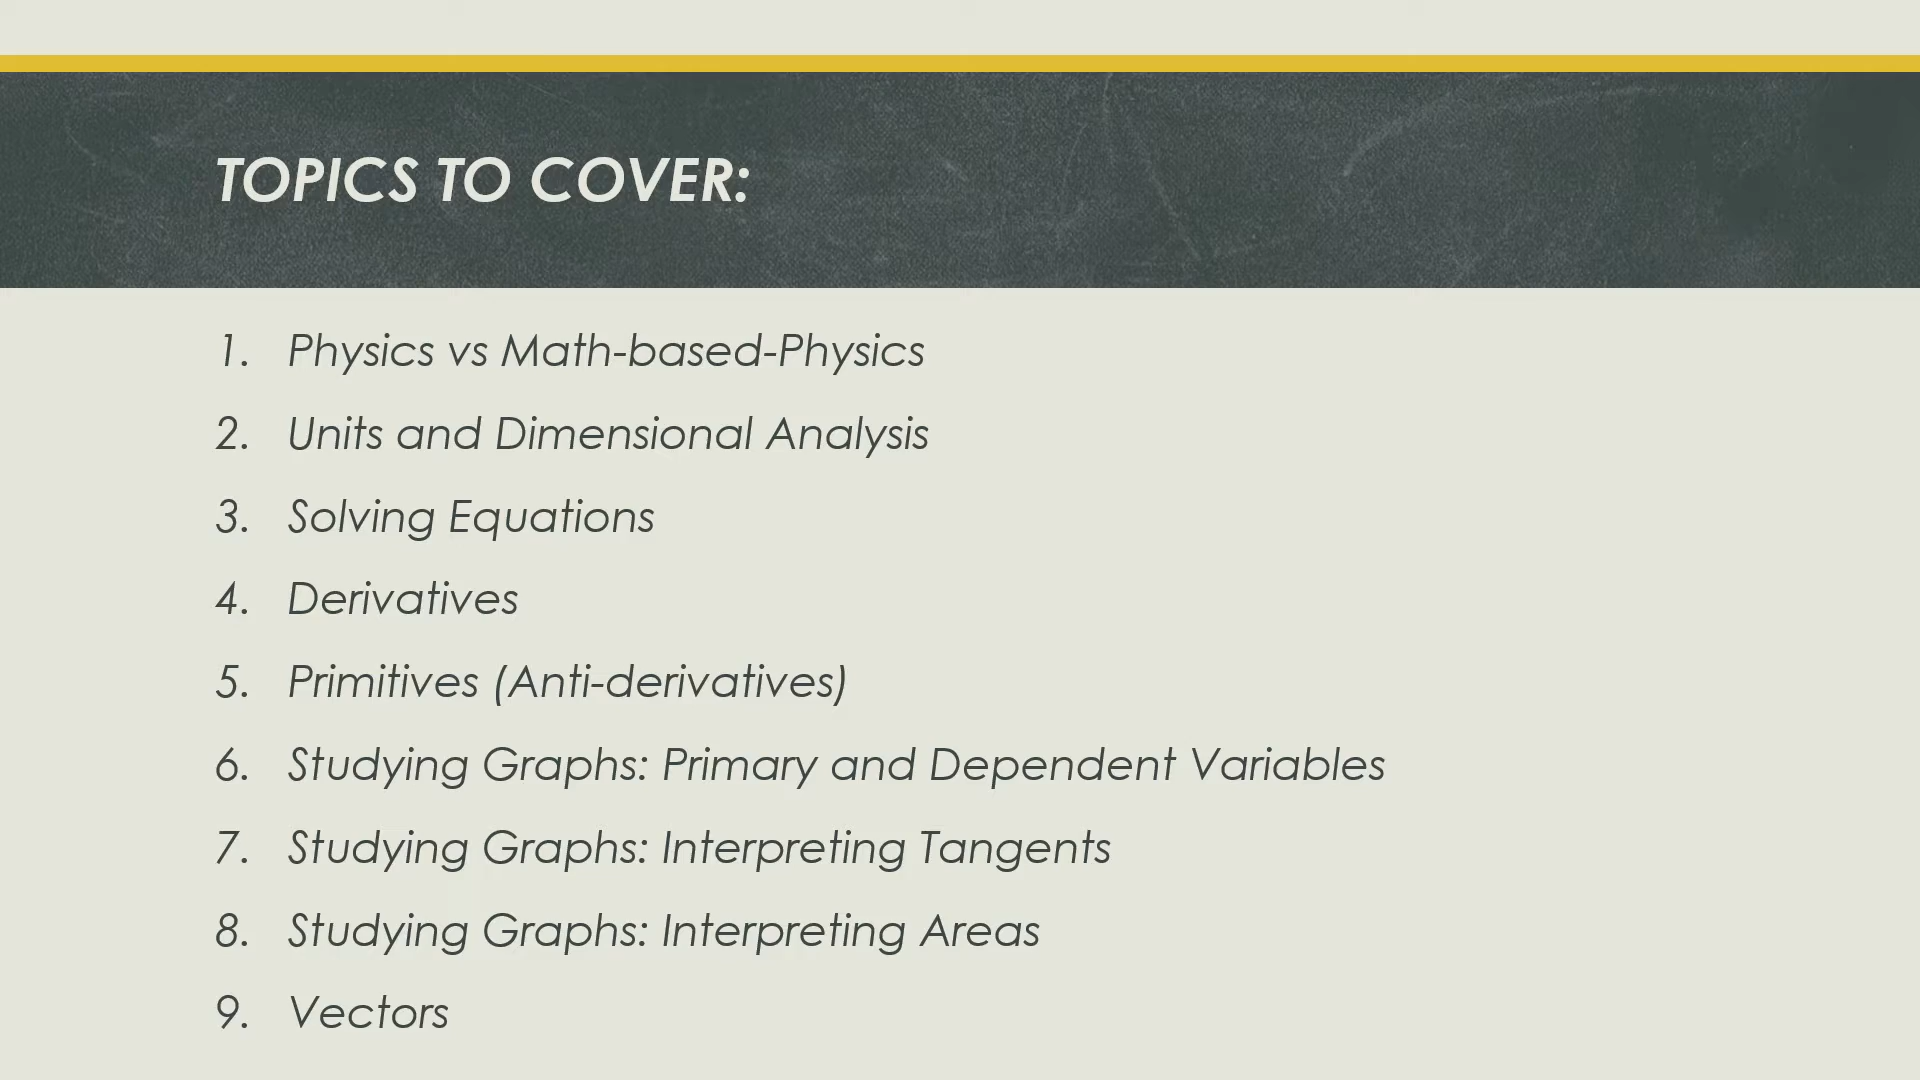 TOPICS TO COVER:
1. Physics vs Math-based-Physics
2. Units and Dimensional Analysis
3. Solving Equations
4. Derivatives
5. Primitives (Anti-derivatives)
6. Studying Graphs: Primary and Dependent Variables
7. Studying Graphs: Interpreting Tangents
8. Studying Graphs: Interpreting Areas
9. Vectors